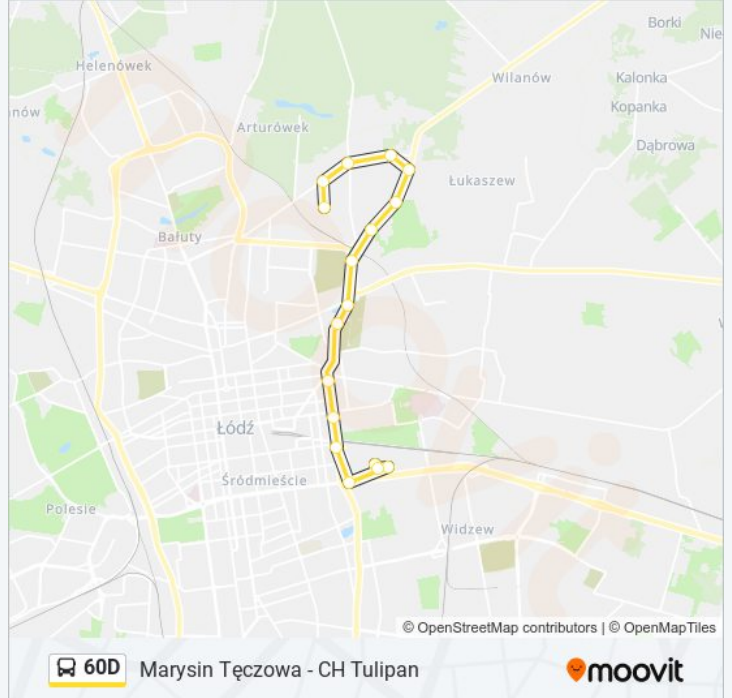 Borki
Nie
Helenówek
Wilanów
Kalonka
nów
Kopanka
Arturówek
Dąbrowa
Łukaszew
Bałuty
Łódź
Śródmieście
Polesie
Widzew
© OpenStreetMap contributors | © OpenMapTiles
60D Marysin Tęczowa - CH Tulipan
moovit